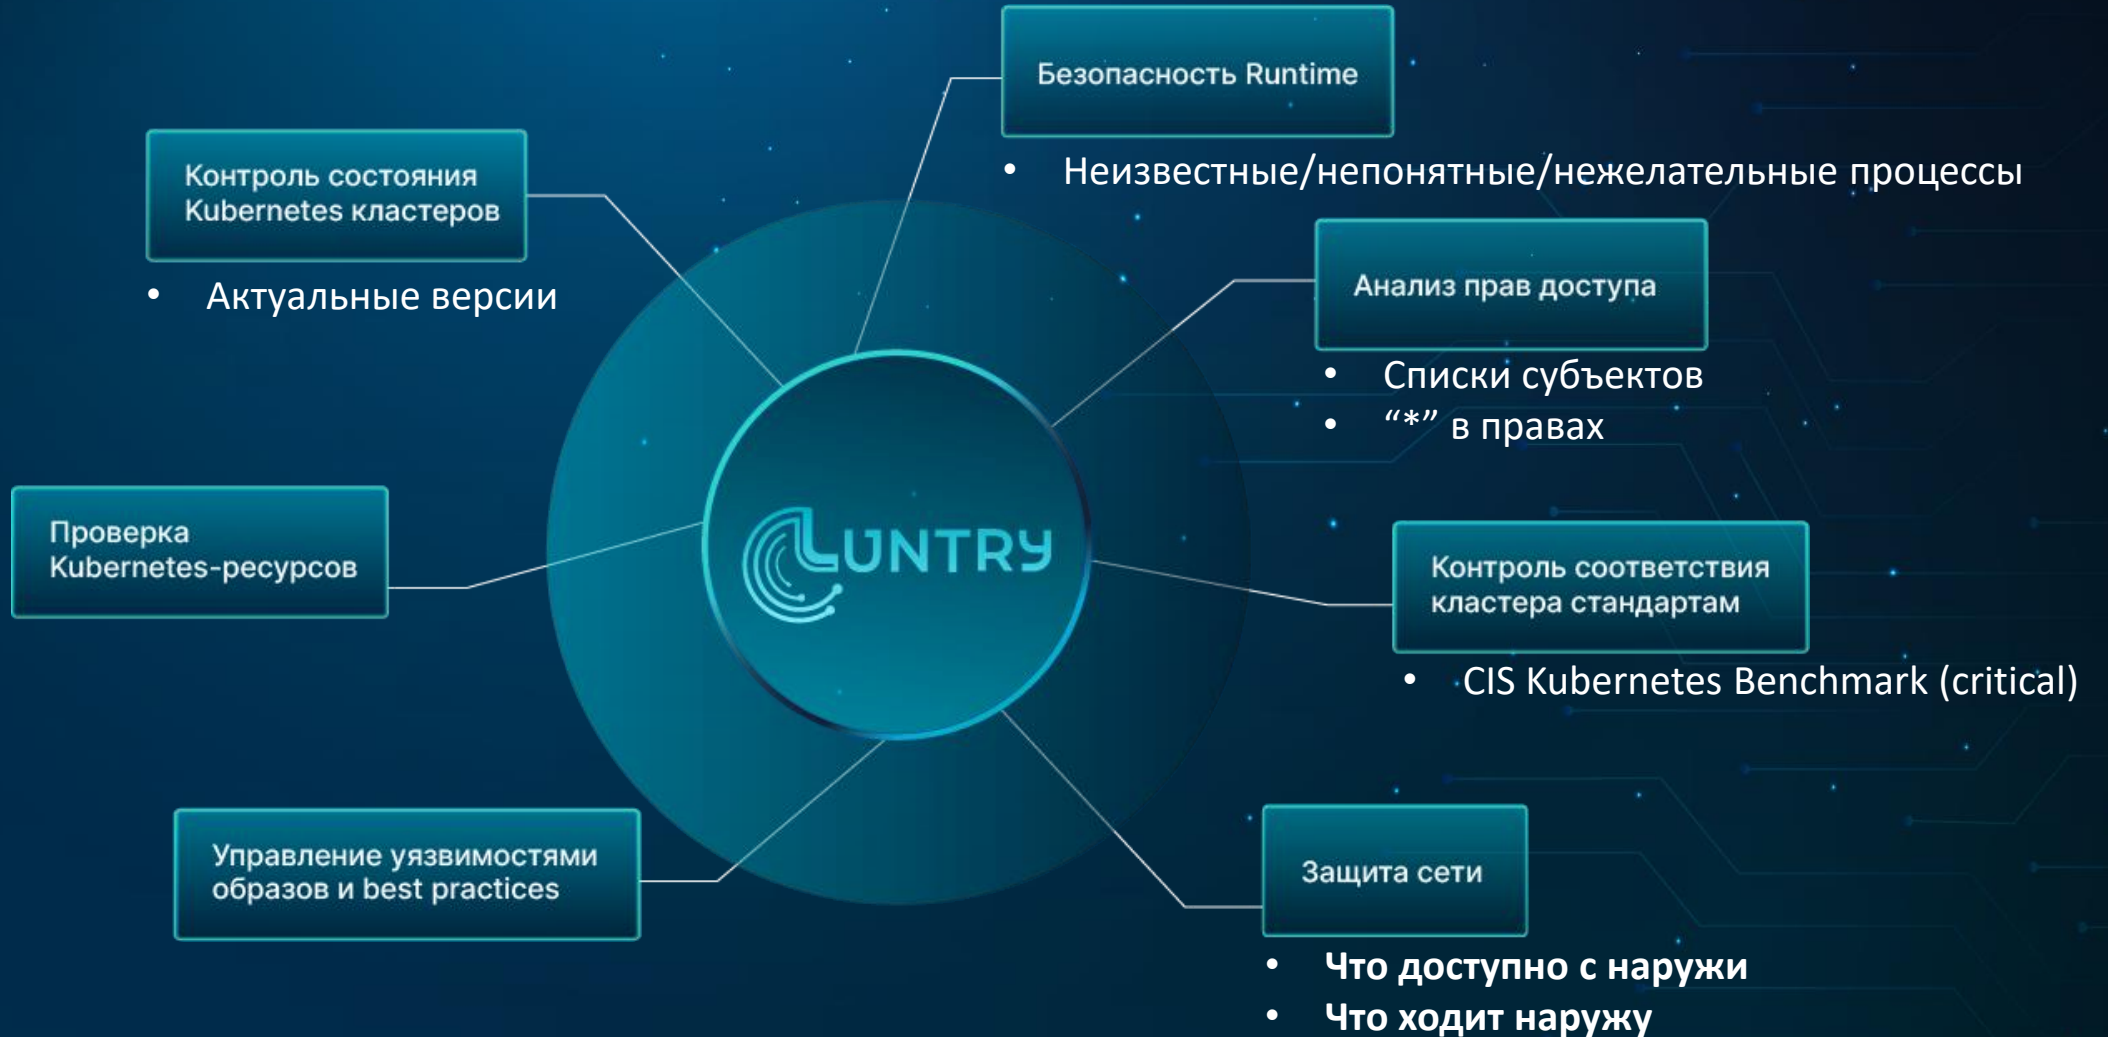 Безопасность Runtime
• Неизвестные/непонятные/нежелательные процессы
Контроль состояния
Kubernetes кластеров
• Актуальные версии
Анализ прав доступа
• Списки субъектов
• “*” в правах
LUNTRY
Проверка
Kubernetes-ресурсов
Контроль соответствия
кластера стандартам
• CIS Kubernetes Benchmark (critical)
Управление уязвимостями
образов и best practices
Защита сети
• Что доступно с наружи
• Что ходит наружу